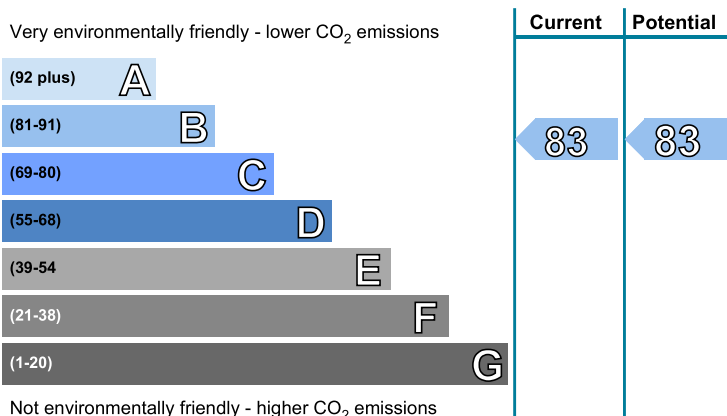 Very environmentally friendly - lower CO2 emissions
Current
Potential
(92 plus) A
(81-91) B
83
83
(69-80) C
(55-68) D
(39-54 E
(21-38) F
(1-20) G
Not environmentally friendly - higher CO2 emissions